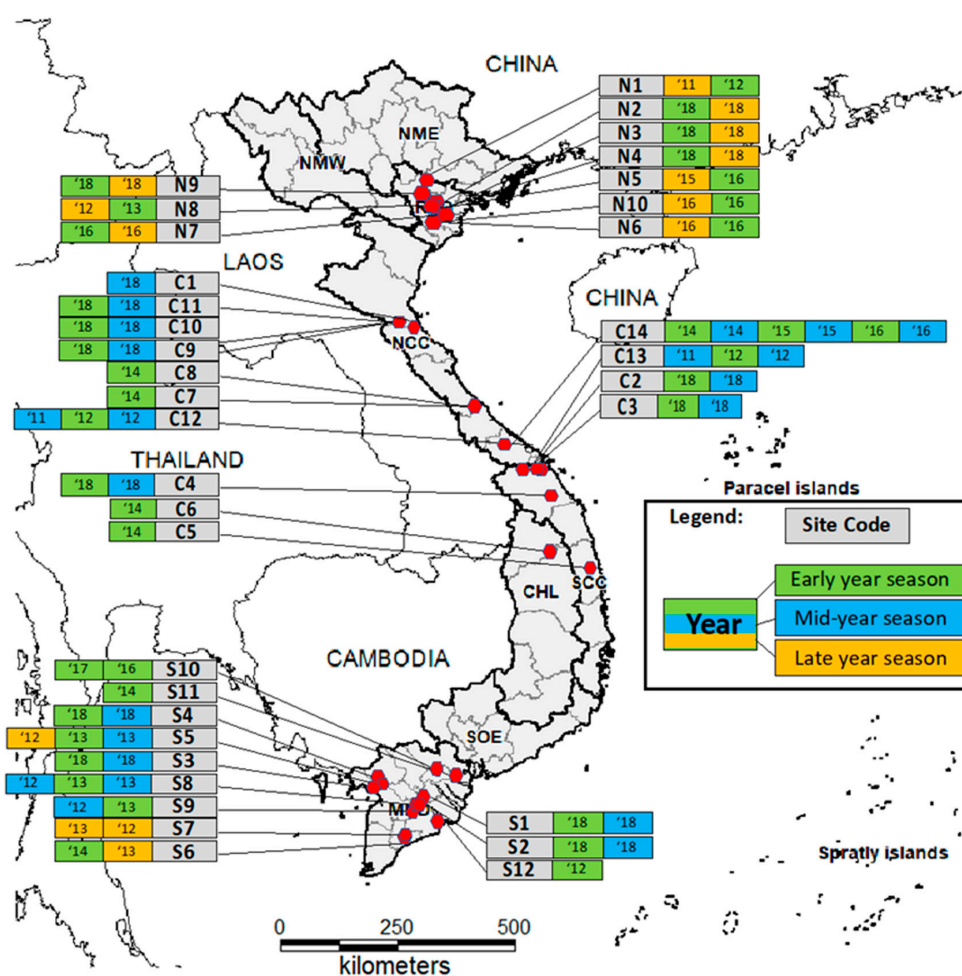 CHINA
NME
NMW
N1 '11 '12
N2 '18 '18
N3 '18 '18
N4 '18 '18
N5 '15 '16
N10 '16 '16
N6 '16 '16
'18 '18 N9
'12 '13 N8
'16 '16 N7
LAOS
'18 C1
'18 '18 C11
'18 '18 C10
'18 '18 C9
'14 C8
'14 C7
'11 '12 '12 C12
NCC
CHINA
C14 '14 '14 '15 '15 '16 '16
C13 '11 '12 '12
C2 '18 '18
C3 '18 '18
THAILAND
'18 '18 C4
'14 C6
'14 C5
Paracel islands
Legend:
Site Code
Year
Early year season
Mid-year season
Late year season
CHL
SCC
CAMBODIA
SOE
'17 '16 S10
'14 S11
'18 '18 S4
'12 '13 '13 S5
'18 '18 S3
'12 '13 '13 S8
'12 '13 S9
'13 '12 S7
'14 '13 S6
S1 '18 '18
S2 '18 '18
S12 '12
Spratly islands
0 250 500
kilometers